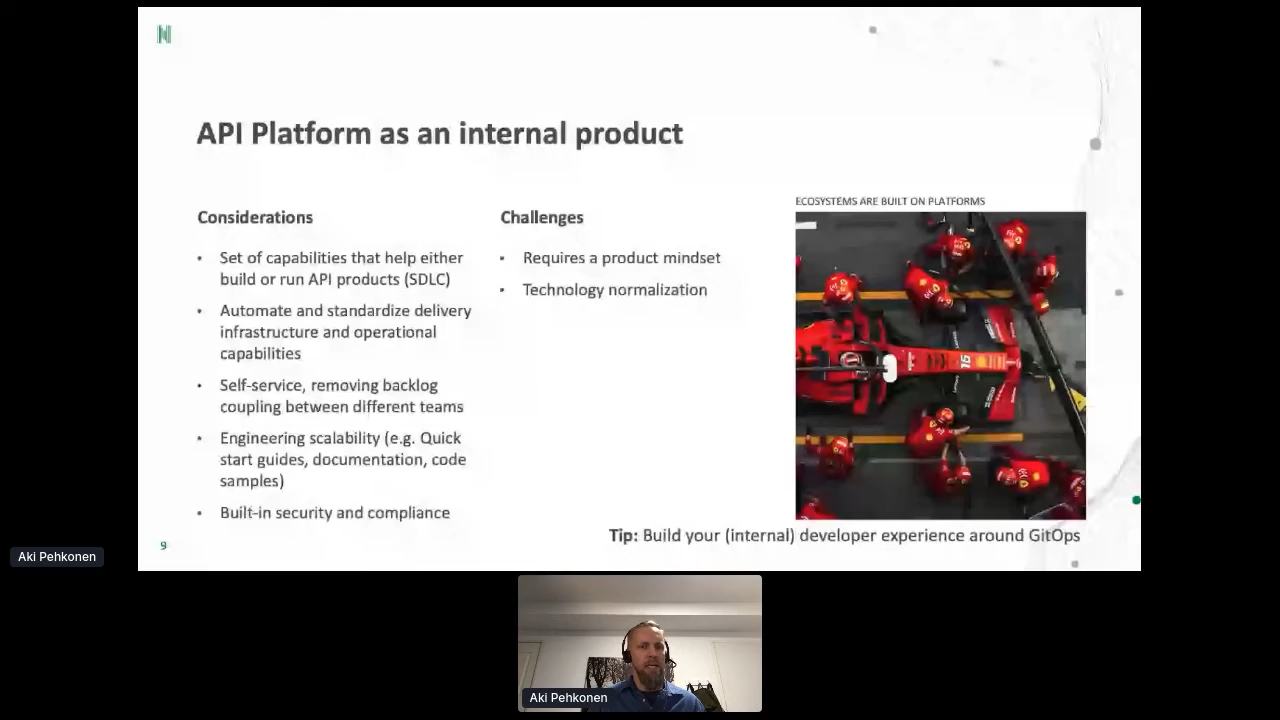 API Platform as an internal product
Considerations
• Set of capabilities that help either
build or run API products (SDLC)
• Automate and standardize delivery
infrastructure and operational
capabilities
• Self-service, removing backlog
coupling between different teams
• Engineering scalability (e.g. Quick
start guides, documentation, code
samples)
• Built-in security and compliance
Challenges
• Requires a product mindset
• Technology normalization
ECOSYSTEMS ARE BUILT ON PLATFORMS
16
Tip: Build your (internal) developer experience around GitOps
9
Aki Pehkonen
Aki Pehkonen